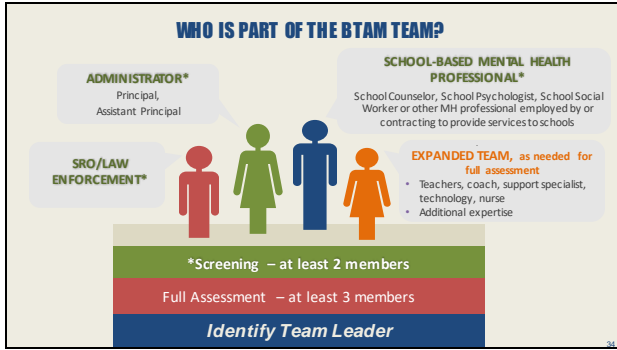 WHO IS PART OF THE BTAM TEAM?
ADMINISTRATOR*
Principal,
Assistant Principal
SCHOOL-BASED MENTAL HEALTH
PROFESSIONAL*
School Counselor, School Psychologist, School Social
Worker or other MH professional employed by or
contracting to provide services to schools
SRO/LAW
ENFORCEMENT*
EXPANDED TEAM, as needed for
full assessment
• Teachers, coach, support specialist,
technology, nurse
• Additional expertise
*Screening – at least 2 members
Full Assessment – at least 3 members
Identify Team Leader
34